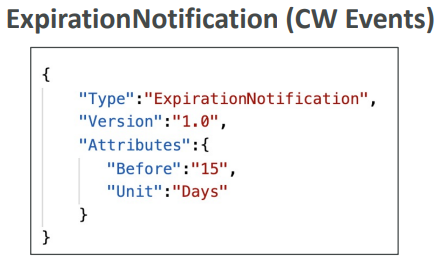 ExpirationNotification (CW Events)
{
"Type":"ExpirationNotification",
"Version":"1.0",
"Attributes":{
"Before":"15",
"Unit":"Days"
}
}